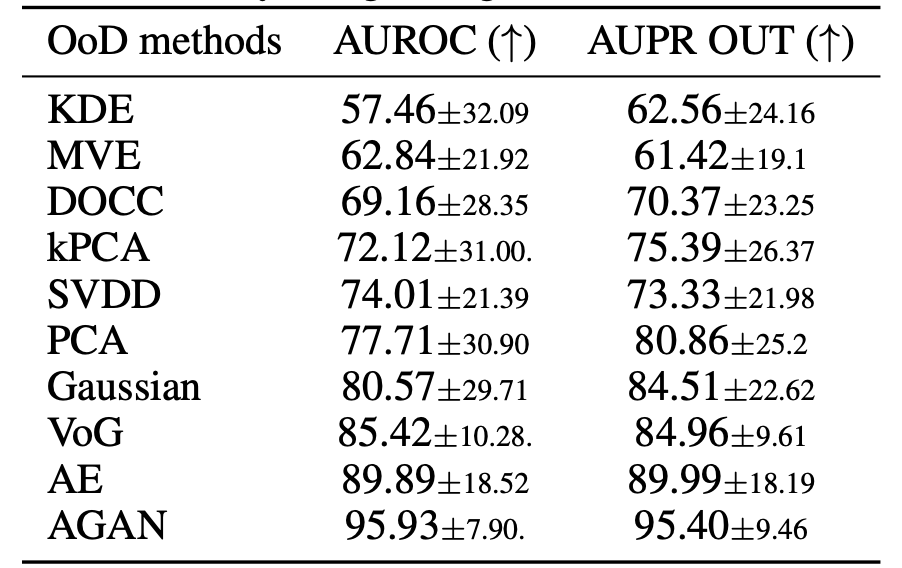 OoD methods AUROC (↑) AUPR OUT (↑)
KDE 57.46±32.09 62.56±24.16
MVE 62.84±21.92 61.42±19.1
DOCC 69.16±28.35 70.37±23.25
kPCA 72.12±31.00. 75.39±26.37
SVDD 74.01±21.39 73.33±21.98
PCA 77.71±30.90 80.86±25.2
Gaussian 80.57±29.71 84.51±22.62
VoG 85.42±10.28. 84.96±9.61
AE 89.89±18.52 89.99±18.19
AGAN 95.93±7.90. 95.40±9.46